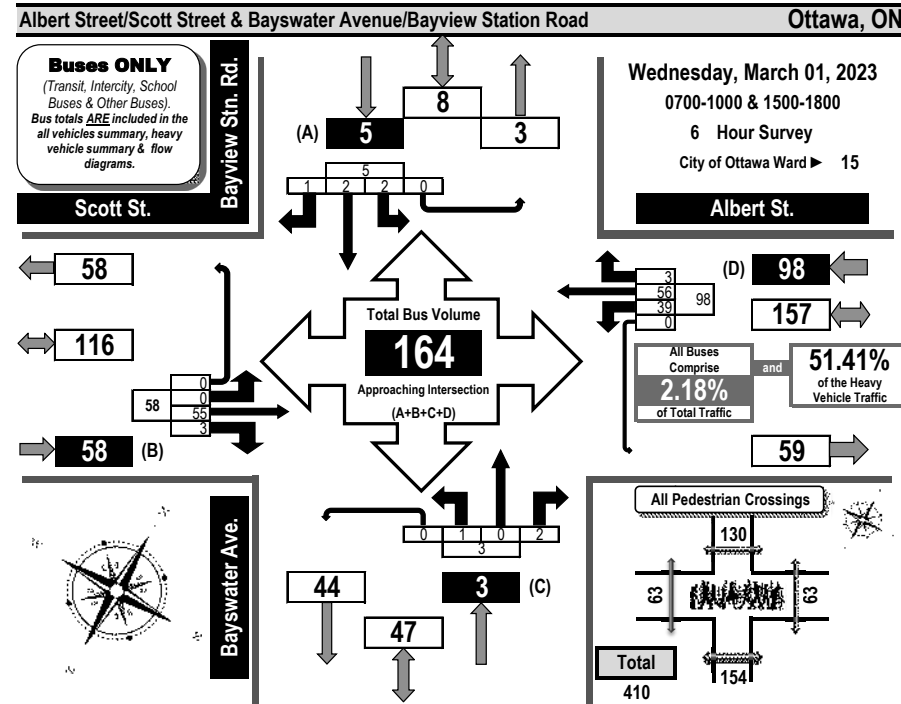 Albert Street/Scott Street & Bayswater Avenue/Bayview Station Road
Ottawa, ON
Buses ONLY
(Transit, Intercity, School
Buses & Other Buses).
Bus totals ARE included in the
all vehicles summary, heavy
vehicle summary & flow
diagrams.
Bayview Stn. Rd.
Scott St.
8
(A)
5
3
5
1
2
2
0
Wednesday, March 01, 2023
0700-1000 & 1500-1800
6 Hour Survey
City of Ottawa Ward ► 15
Albert St.
58
116
58
0
0
55
3
58
(B)
Total Bus Volume
164
Approaching Intersection
(A+B+C+D)
3
56
39
0
98
(D)
98
157
All Buses
Comprise
2.18%
of Total Traffic
and
51.41%
of the Heavy
Vehicle Traffic
59
Bayswater Ave.
0
1
0
2
3
44
3
(C)
47
All Pedestrian Crossings
130
63
63
154
Total
410